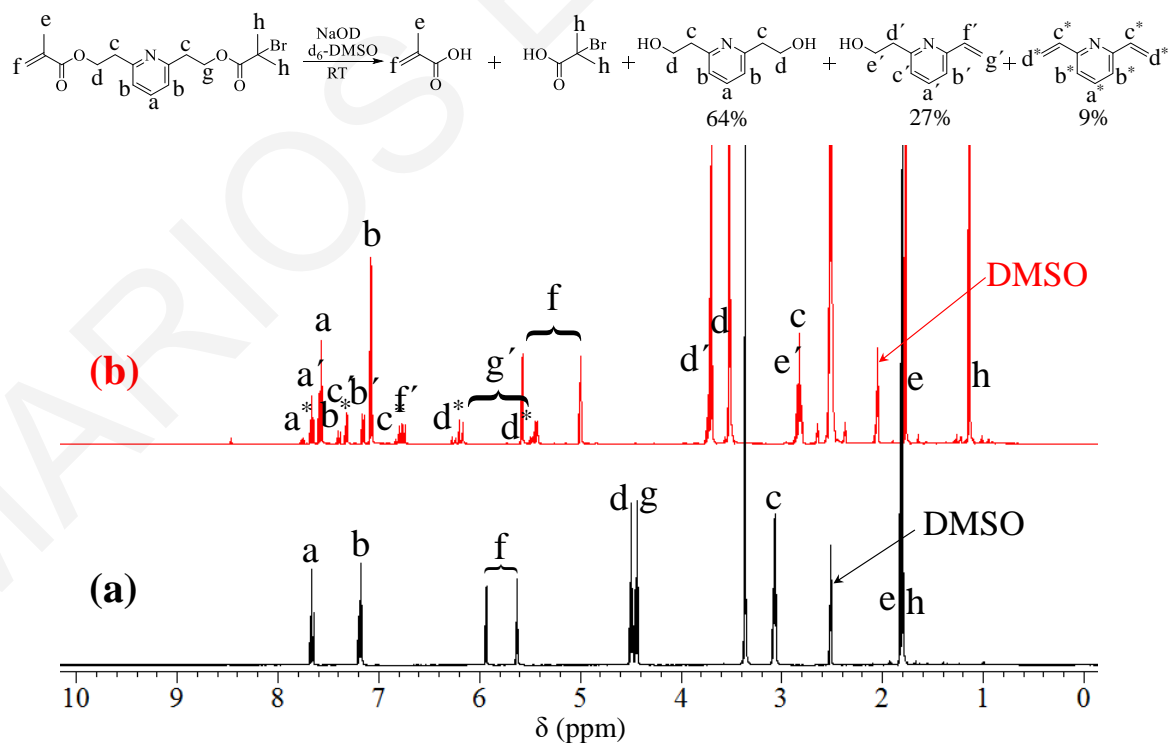 e h NaOD e h h
c c O Br d6-DMSO OH HO Br HO c c OH HO d´ f´ c* c*
O N O RT + + + + N
f d g h f O O h d N d e´ N g´ d* N d*
O O b b b b c´ b´ b* b*
b a b a a´ a*
64% 27% 9%
b
DMSO
a f c
(b) d´ d e´ e h
a´ c´ b´ g´
a* b* c* f´ d* d*
d g c DMSO
a b f
(a) e h
10 9 8 7 6 5 4 3 2 1 0
δ (ppm)
MARIOS E